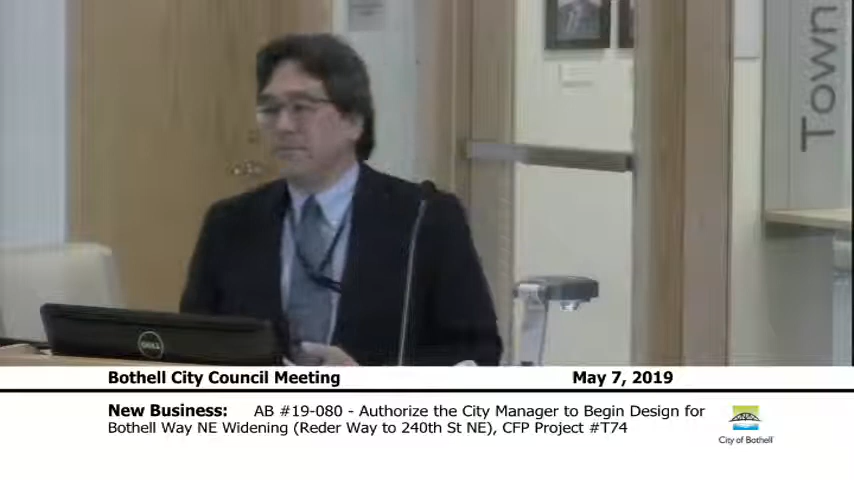 Town
DELL
Bothell City Council Meeting May 7, 2019
New Business: AB #19-080 - Authorize the City Manager to Begin Design for
Bothell Way NE Widening (Reder Way to 240th St NE), CFP Project #T74
City of Bothell